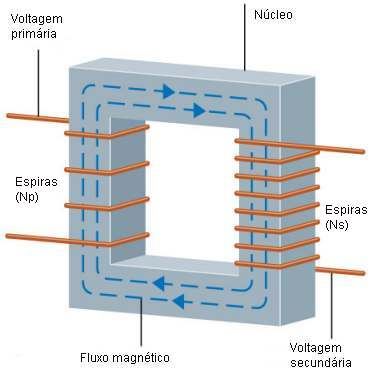 Voltagem
primária
Núcleo
Espiras
(Np)
Espiras
(Ns)
Fluxo magnético
Voltagem
secundária